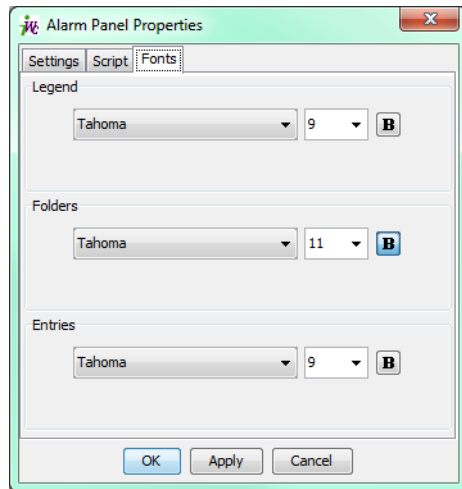 Alarm Panel Properties
Settings Script Fonts
Legend
Tahoma 9 B
Folders
Tahoma 11 B
Entries
Tahoma 9 B
OK Apply Cancel